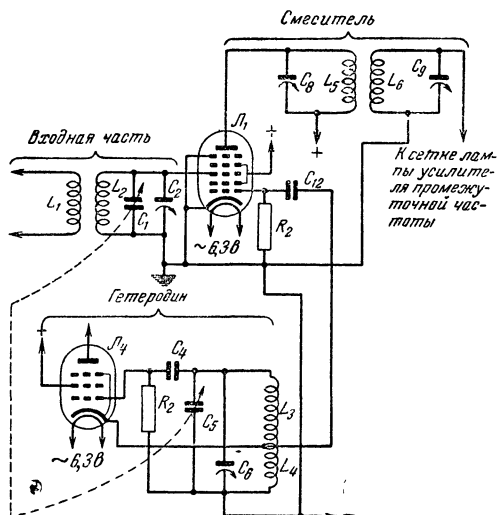 Смеситель
C8
L5
L6
C9
+
Л1
+
Входная часть
К сетке лам-
пы усилите-
ля промежу-
точной час-
тоты
L1
L2
C1
C2
C12
R2
~6,3в
Гетеродин
+
Л4
C4
R2
C5
L3
~6,3в
C6
L4